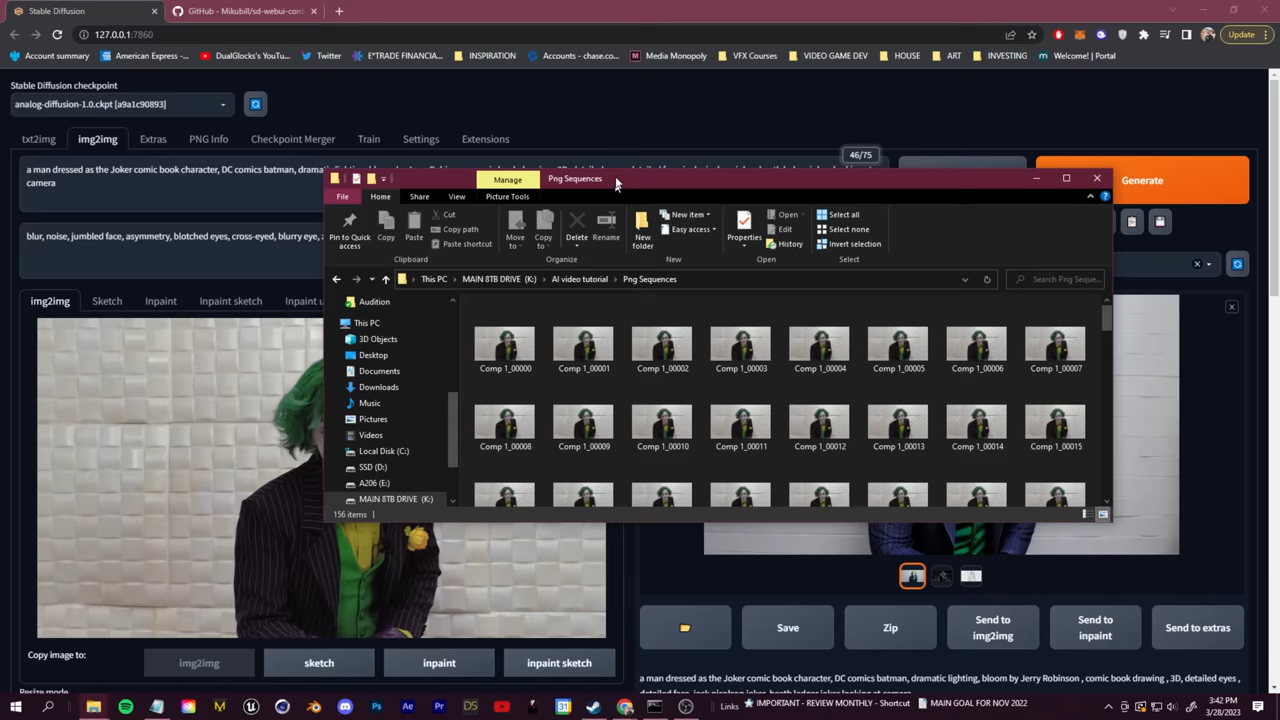 Stable Diffusion
GitHub - Mikubill/sd-webui-cont
127.0.0.1:7860
Update
Account summary
American Express -...
DualGlocks's YouTu...
Twitter
E*TRADE FINANCIA...
INSPIRATION
Accounts - chase.co...
Media Monopoly
VFX Courses
VIDEO GAME DEV
HOUSE
ART
INVESTING
Welcome! | Portal
Stable Diffusion checkpoint
analog-diffusion-1.0.ckpt [a9a1c90893]
txt2img
img2img
Extras
PNG Info
Checkpoint Merger
Train
Settings
Extensions
46/75
a man dressed as the Joker comic book character, DC comics batman,
camera
Generate
blur, noise, jumbled face, asymmetry, blotched eyes, cross-eyed, blurry eye,
Manage
Png Sequences
File
Home
Share
View
Picture Tools
Pin to Quick
access
Copy
Paste
Cut
Copy path
Paste shortcut
Move
to
Copy
to
Delete
Rename
New
folder
New item
Easy access
Properties
Open
Edit
History
Select all
Select none
Invert selection
Clipboard
Organize
New
Open
Select
This PC
MAIN 8TB DRIVE (K:)
AI video tutorial
Png Sequences
Search Png Seque...
img2img
Sketch
Inpaint
Inpaint sketch
Inpaint u
Audition
This PC
3D Objects
Desktop
Documents
Downloads
Music
Pictures
Videos
Local Disk (C:)
SSD (D:)
A206 (E:)
MAIN 8TB DRIVE (K:)
Comp 1_00000
Comp 1_00001
Comp 1_00002
Comp 1_00003
Comp 1_00004
Comp 1_00005
Comp 1_00006
Comp 1_00007
Comp 1_00008
Comp 1_00009
Comp 1_00010
Comp 1_00011
Comp 1_00012
Comp 1_00013
Comp 1_00014
Comp 1_00015
156 items
Save
Zip
Send to
img2img
Send to
inpaint
Send to extras
Copy image to:
img2img
sketch
inpaint
inpaint sketch
a man dressed as the Joker comic book character, DC comics batman, dramatic lighting, bloom by Jerry Robinson , comic book drawing , 3D, detailed eyes ,
Resize mode
camera
Links
IMPORTANT - REVIEW MONTHLY - Shortcut
MAIN GOAL FOR NOV 2022
3:42 PM
3/28/2023